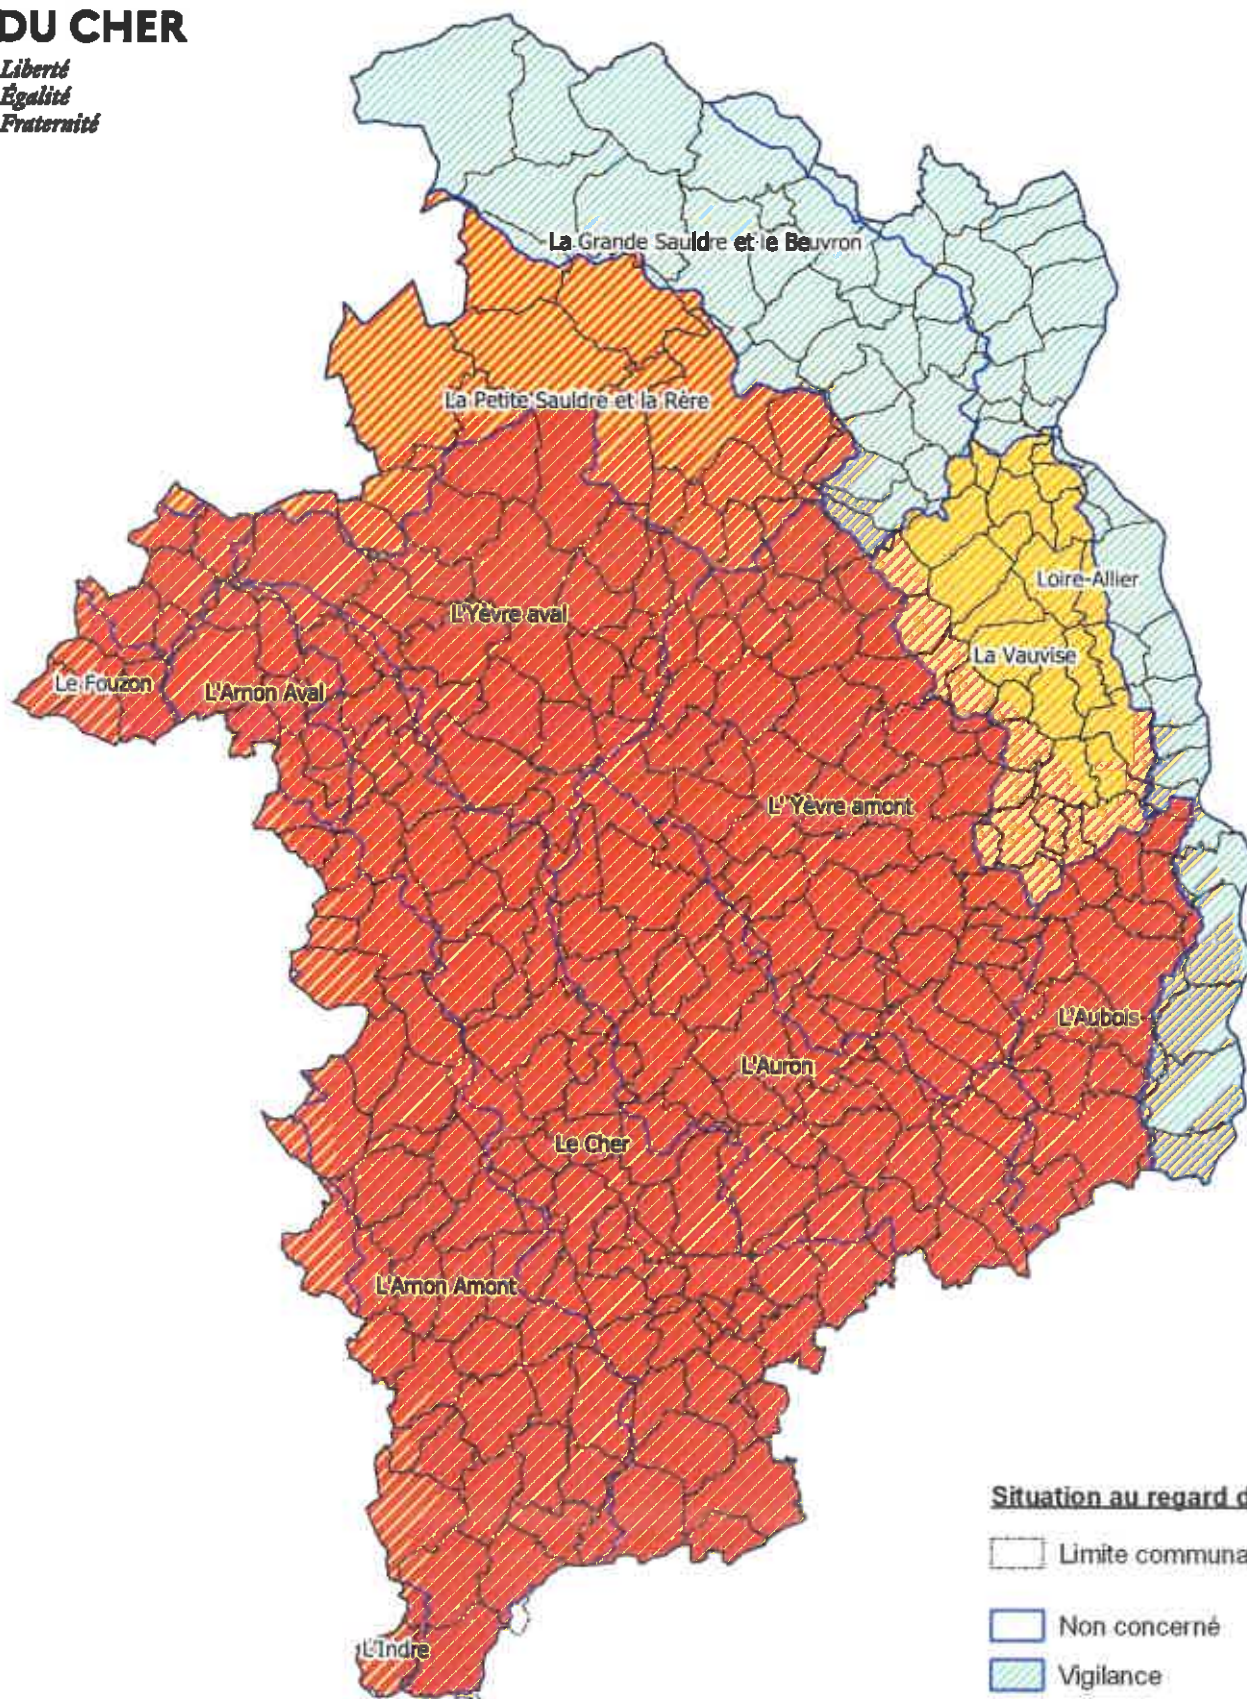 DU CHER
Liberté
Égalité
Fraternité
La Grande Sauldre et le Beuvron
La Petite Sauldre et la Rère
Loire-Allier
L'Yèvre aval
La Vauvise
Le Fouzon
L'Arnon Aval
L' Yèvre amont
L'Aubois
L'Auron
Le Cher
L'Arnon Amont
Situation au regard d
Limite communa
Non concerné
L'Indre
Vigilance